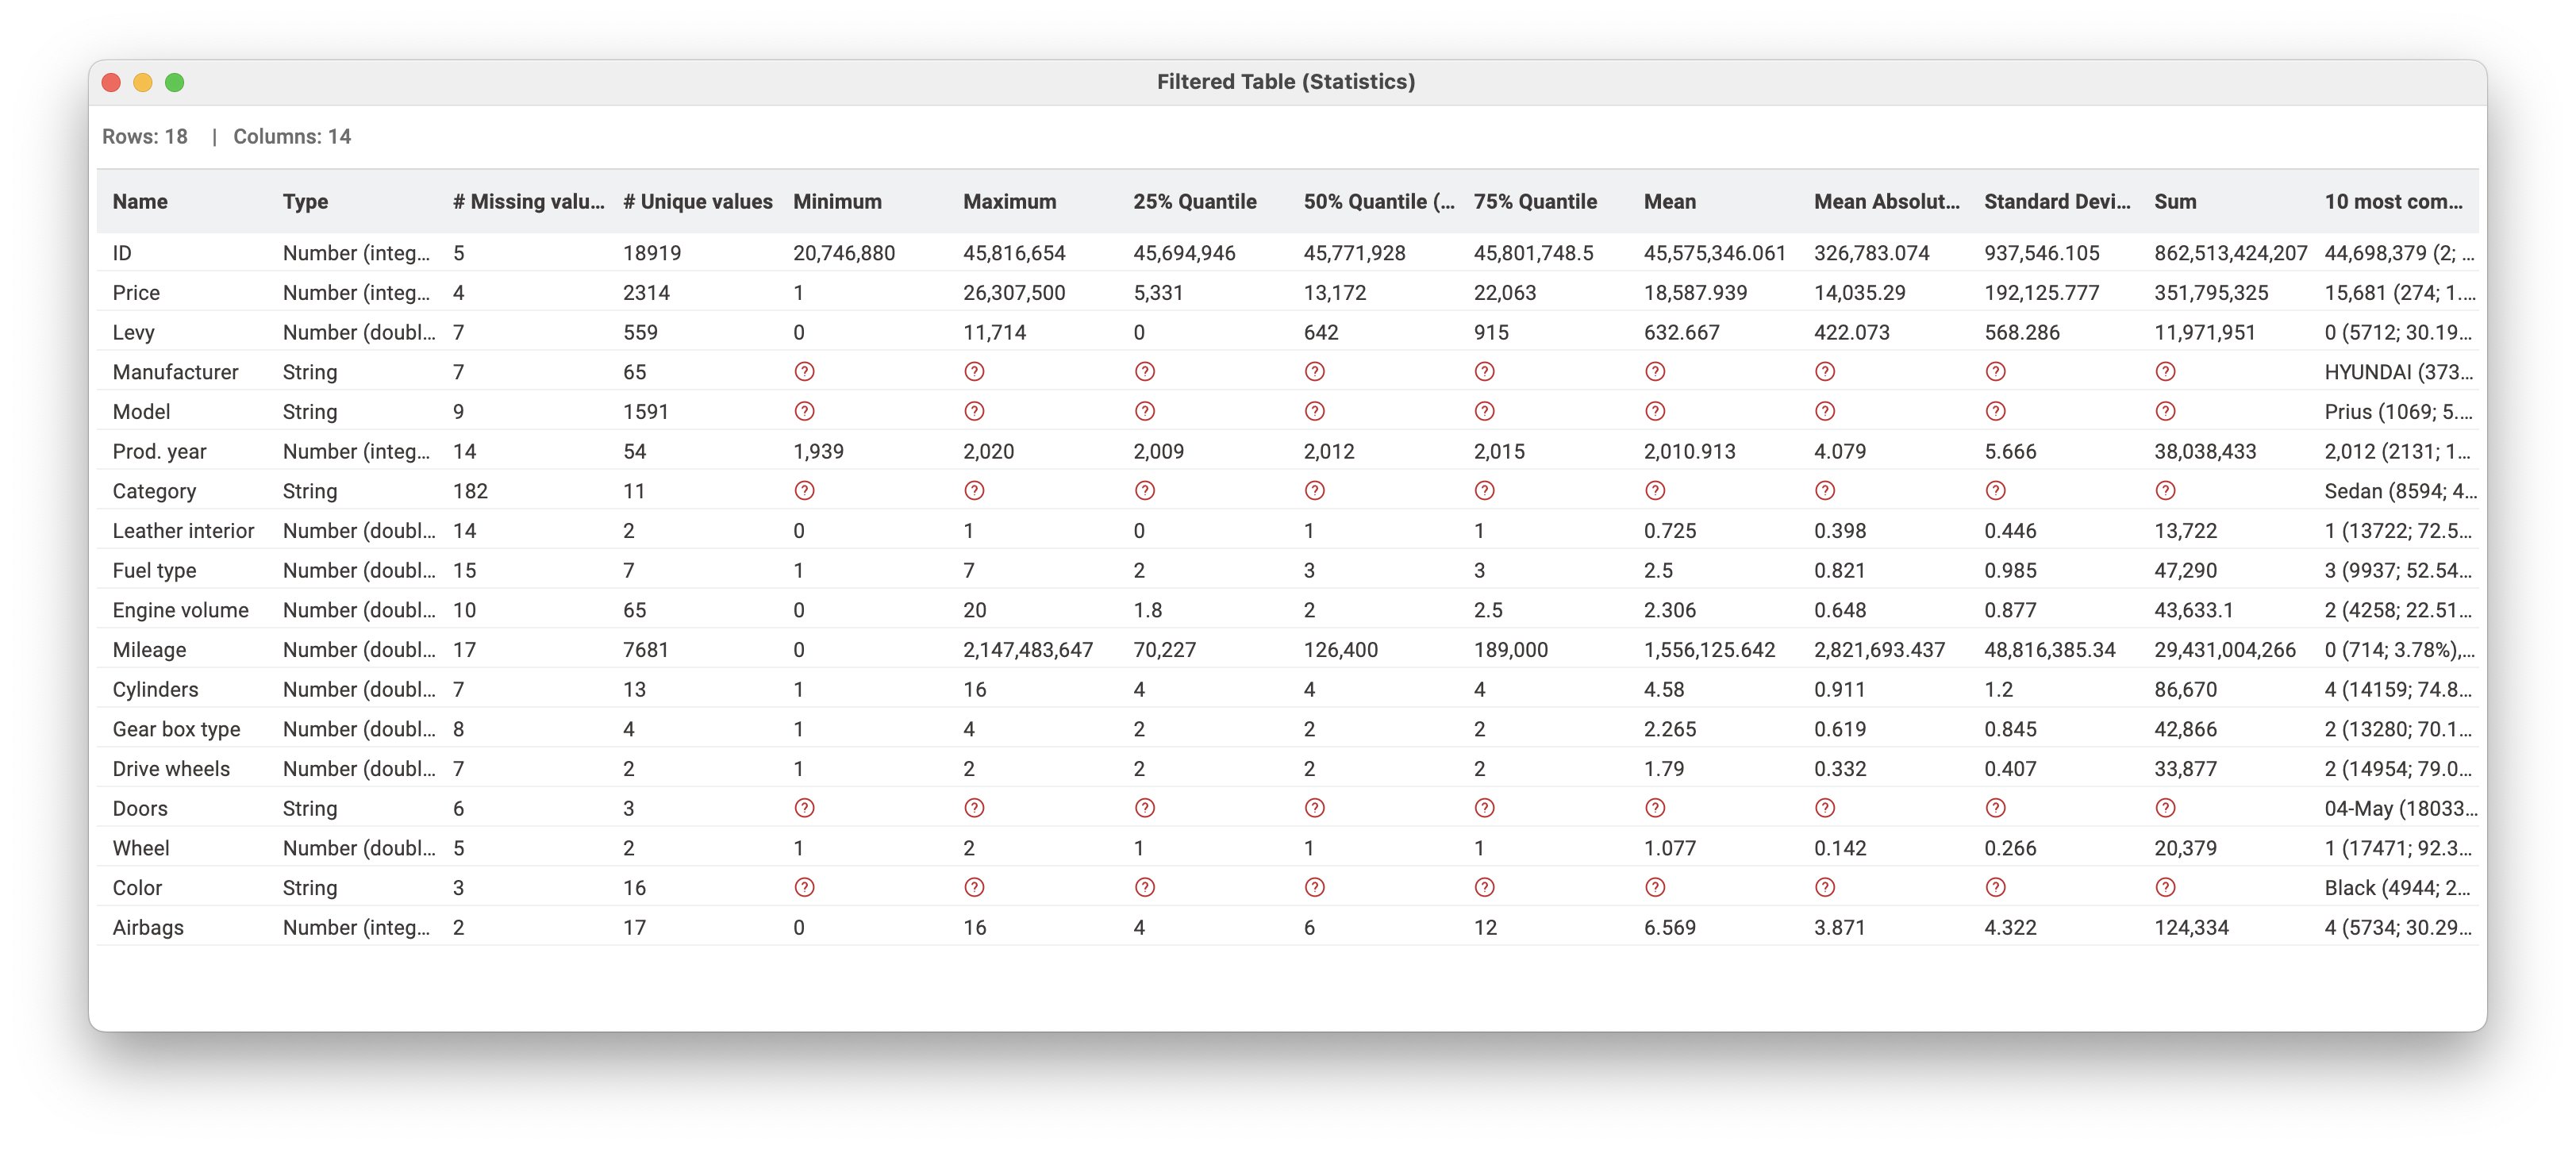 Filtered Table (Statistics)
Rows: 18 | Columns: 14
Name Type # Missing valu... # Unique values Minimum Maximum 25% Quantile 50% Quantile (... 75% Quantile Mean Mean Absolut... Standard Devi... Sum 10 most com...
ID Number (integ... 5 18919 20,746,880 45,816,654 45,694,946 45,771,928 45,801,748.5 45,575,346.061 326,783.074 937,546.105 862,513,424,207 44,698,379 (2; ...
Price Number (integ... 4 2314 1 26,307,500 5,331 13,172 22,063 18,587.939 14,035.29 192,125.777 351,795,325 15,681 (274; 1....
Levy Number (doubl... 7 559 0 11,714 0 642 915 632.667 422.073 568.286 11,971,951 0 (5712; 30.19...
Manufacturer String 7 65 ? ? ? ? ? ? ? ? ? HYUNDAI (373...
Model String 9 1591 ? ? ? ? ? ? ? ? ? Prius (1069; 5....
Prod. year Number (integ... 14 54 1,939 2,020 2,009 2,012 2,015 2,010.913 4.079 5.666 38,038,433 2,012 (2131; 1...
Category String 182 11 ? ? ? ? ? ? ? ? ? Sedan (8594; 4...
Leather interior Number (doubl... 14 2 0 1 0 1 1 0.725 0.398 0.446 13,722 1 (13722; 72.5...
Fuel type Number (doubl... 15 7 1 7 2 3 3 2.5 0.821 0.985 47,290 3 (9937; 52.54...
Engine volume Number (doubl... 10 65 0 20 1.8 2 2.5 2.306 0.648 0.877 43,633.1 2 (4258; 22.51...
Mileage Number (doubl... 17 7681 0 2,147,483,647 70,227 126,400 189,000 1,556,125.642 2,821,693.437 48,816,385.34 29,431,004,266 0 (714; 3.78%),...
Cylinders Number (doubl... 7 13 1 16 4 4 4 4.58 0.911 1.2 86,670 4 (14159; 74.8...
Gear box type Number (doubl... 8 4 1 4 2 2 2 2.265 0.619 0.845 42,866 2 (13280; 70.1...
Drive wheels Number (doubl... 7 2 1 2 2 2 2 1.79 0.332 0.407 33,877 2 (14954; 79.0...
Doors String 6 3 ? ? ? ? ? ? ? ? ? 04-May (18033...
Wheel Number (doubl... 5 2 1 2 1 1 1 1.077 0.142 0.266 20,379 1 (17471; 92.3...
Color String 3 16 ? ? ? ? ? ? ? ? ? Black (4944; 2...
Airbags Number (integ... 2 17 0 16 4 6 12 6.569 3.871 4.322 124,334 4 (5734; 30.29...